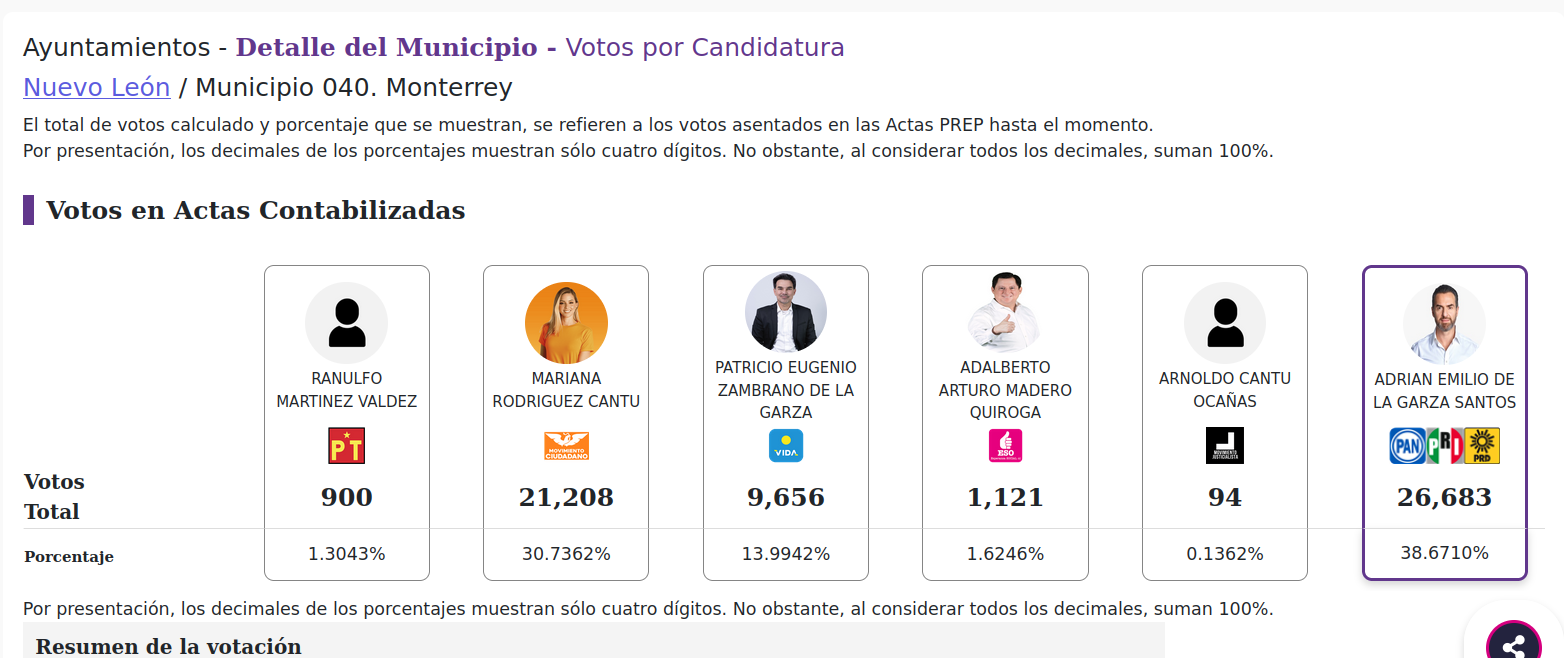 Ayuntamientos - Detalle del Municipio - Votos por Candidatura
Nuevo León / Municipio 040. Monterrey
El total de votos calculado y porcentaje que se muestran, se refieren a los votos asentados en las Actas PREP hasta el momento.
Por presentación, los decimales de los porcentajes muestran sólo cuatro dígitos. No obstante, al considerar todos los decimales, suman 100%.
Votos en Actas Contabilizadas
RANULFO
MARTINEZ VALDEZ
PT
900
1.3043%
MARIANA
RODRIGUEZ CANTU
MOVIMIENTO
CIUDADANO
21,208
30.7362%
PATRICIO EUGENIO
ZAMBRANO DE LA
GARZA
VIDA
9,656
13.9942%
ADALBERTO
ARTURO MADERO
QUIROGA
ESO
1,121
1.6246%
ARNOLDO CANTU
OCAÑAS
MOVIMIENTO
JUSTICIALISTA
94
0.1362%
ADRIAN EMILIO DE
LA GARZA SANTOS
PAN PRI PRD
26,683
38.6710%
Votos
Total
Porcentaje
Por presentación, los decimales de los porcentajes muestran sólo cuatro dígitos. No obstante, al considerar todos los decimales, suman 100%.
Resumen de la votación